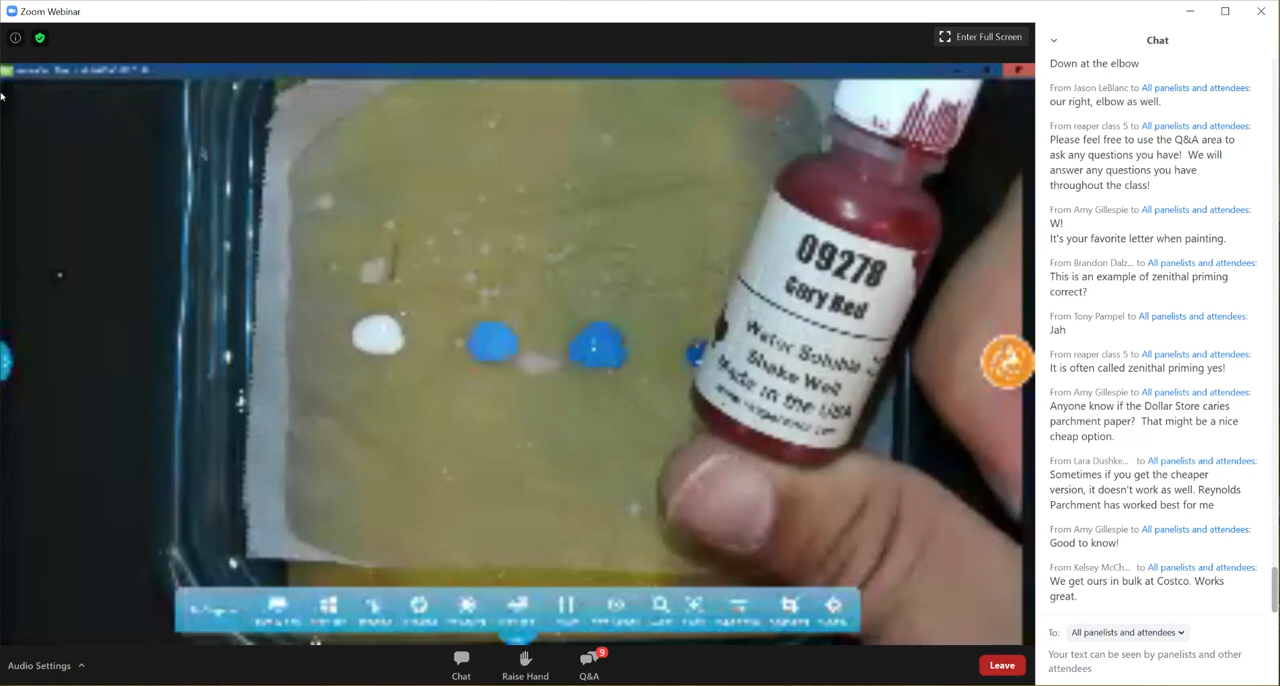 Zoom Webinar
Enter Full Screen
Chat
Down at the elbow
From Jason LeBlanc to All panelists and attendees:
our right, elbow as well.
From reaper class 5 to All panelists and attendees:
Please feel free to use the Q&A area to
ask any questions you have! We will
answer any questions you have
throughout the class!
From Amy Gillespie to All panelists and attendees:
W!
It's your favorite letter when painting.
From Brandon Dalz... to All panelists and attendees:
This is an example of zenithal priming
correct?
From Tony Pampel to All panelists and attendees:
Jah
From reaper class 5 to All panelists and attendees:
It is often called zenithal priming yes!
From Amy Gillespie to All panelists and attendees:
Anyone know if the Dollar Store caries
parchment paper? That might be a nice
cheap option.
From Lara Dushke... to All panelists and attendees:
Sometimes if you get the cheaper
version, it doesn't work as well. Reynolds
Parchment has worked best for me
From Amy Gillespie to All panelists and attendees:
Good to know!
From Kelsey McCh... to All panelists and attendees:
We get ours in bulk at Costco. Works
great.
To: All panelists and attendees
Your text can be seen by panelists and other
attendees
09278
Gory Red
Water Soluble
Shake Well
Made in the USA
Audio Settings
Chat
Raise Hand
9
Q&A
Leave